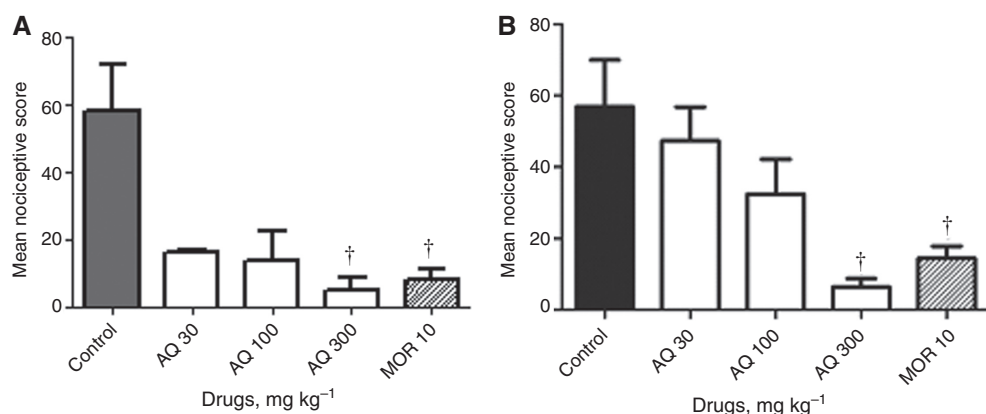 A
Mean nociceptive score
80
60
40
20
0
†
†
Control
AQ 30
AQ 100
AQ 300
MOR 10
Drugs, mg kg⁻¹
B
Mean nociceptive score
80
60
40
20
0
†
†
Control
AQ 30
AQ 100
AQ 300
MOR 10
Drugs, mg kg⁻¹